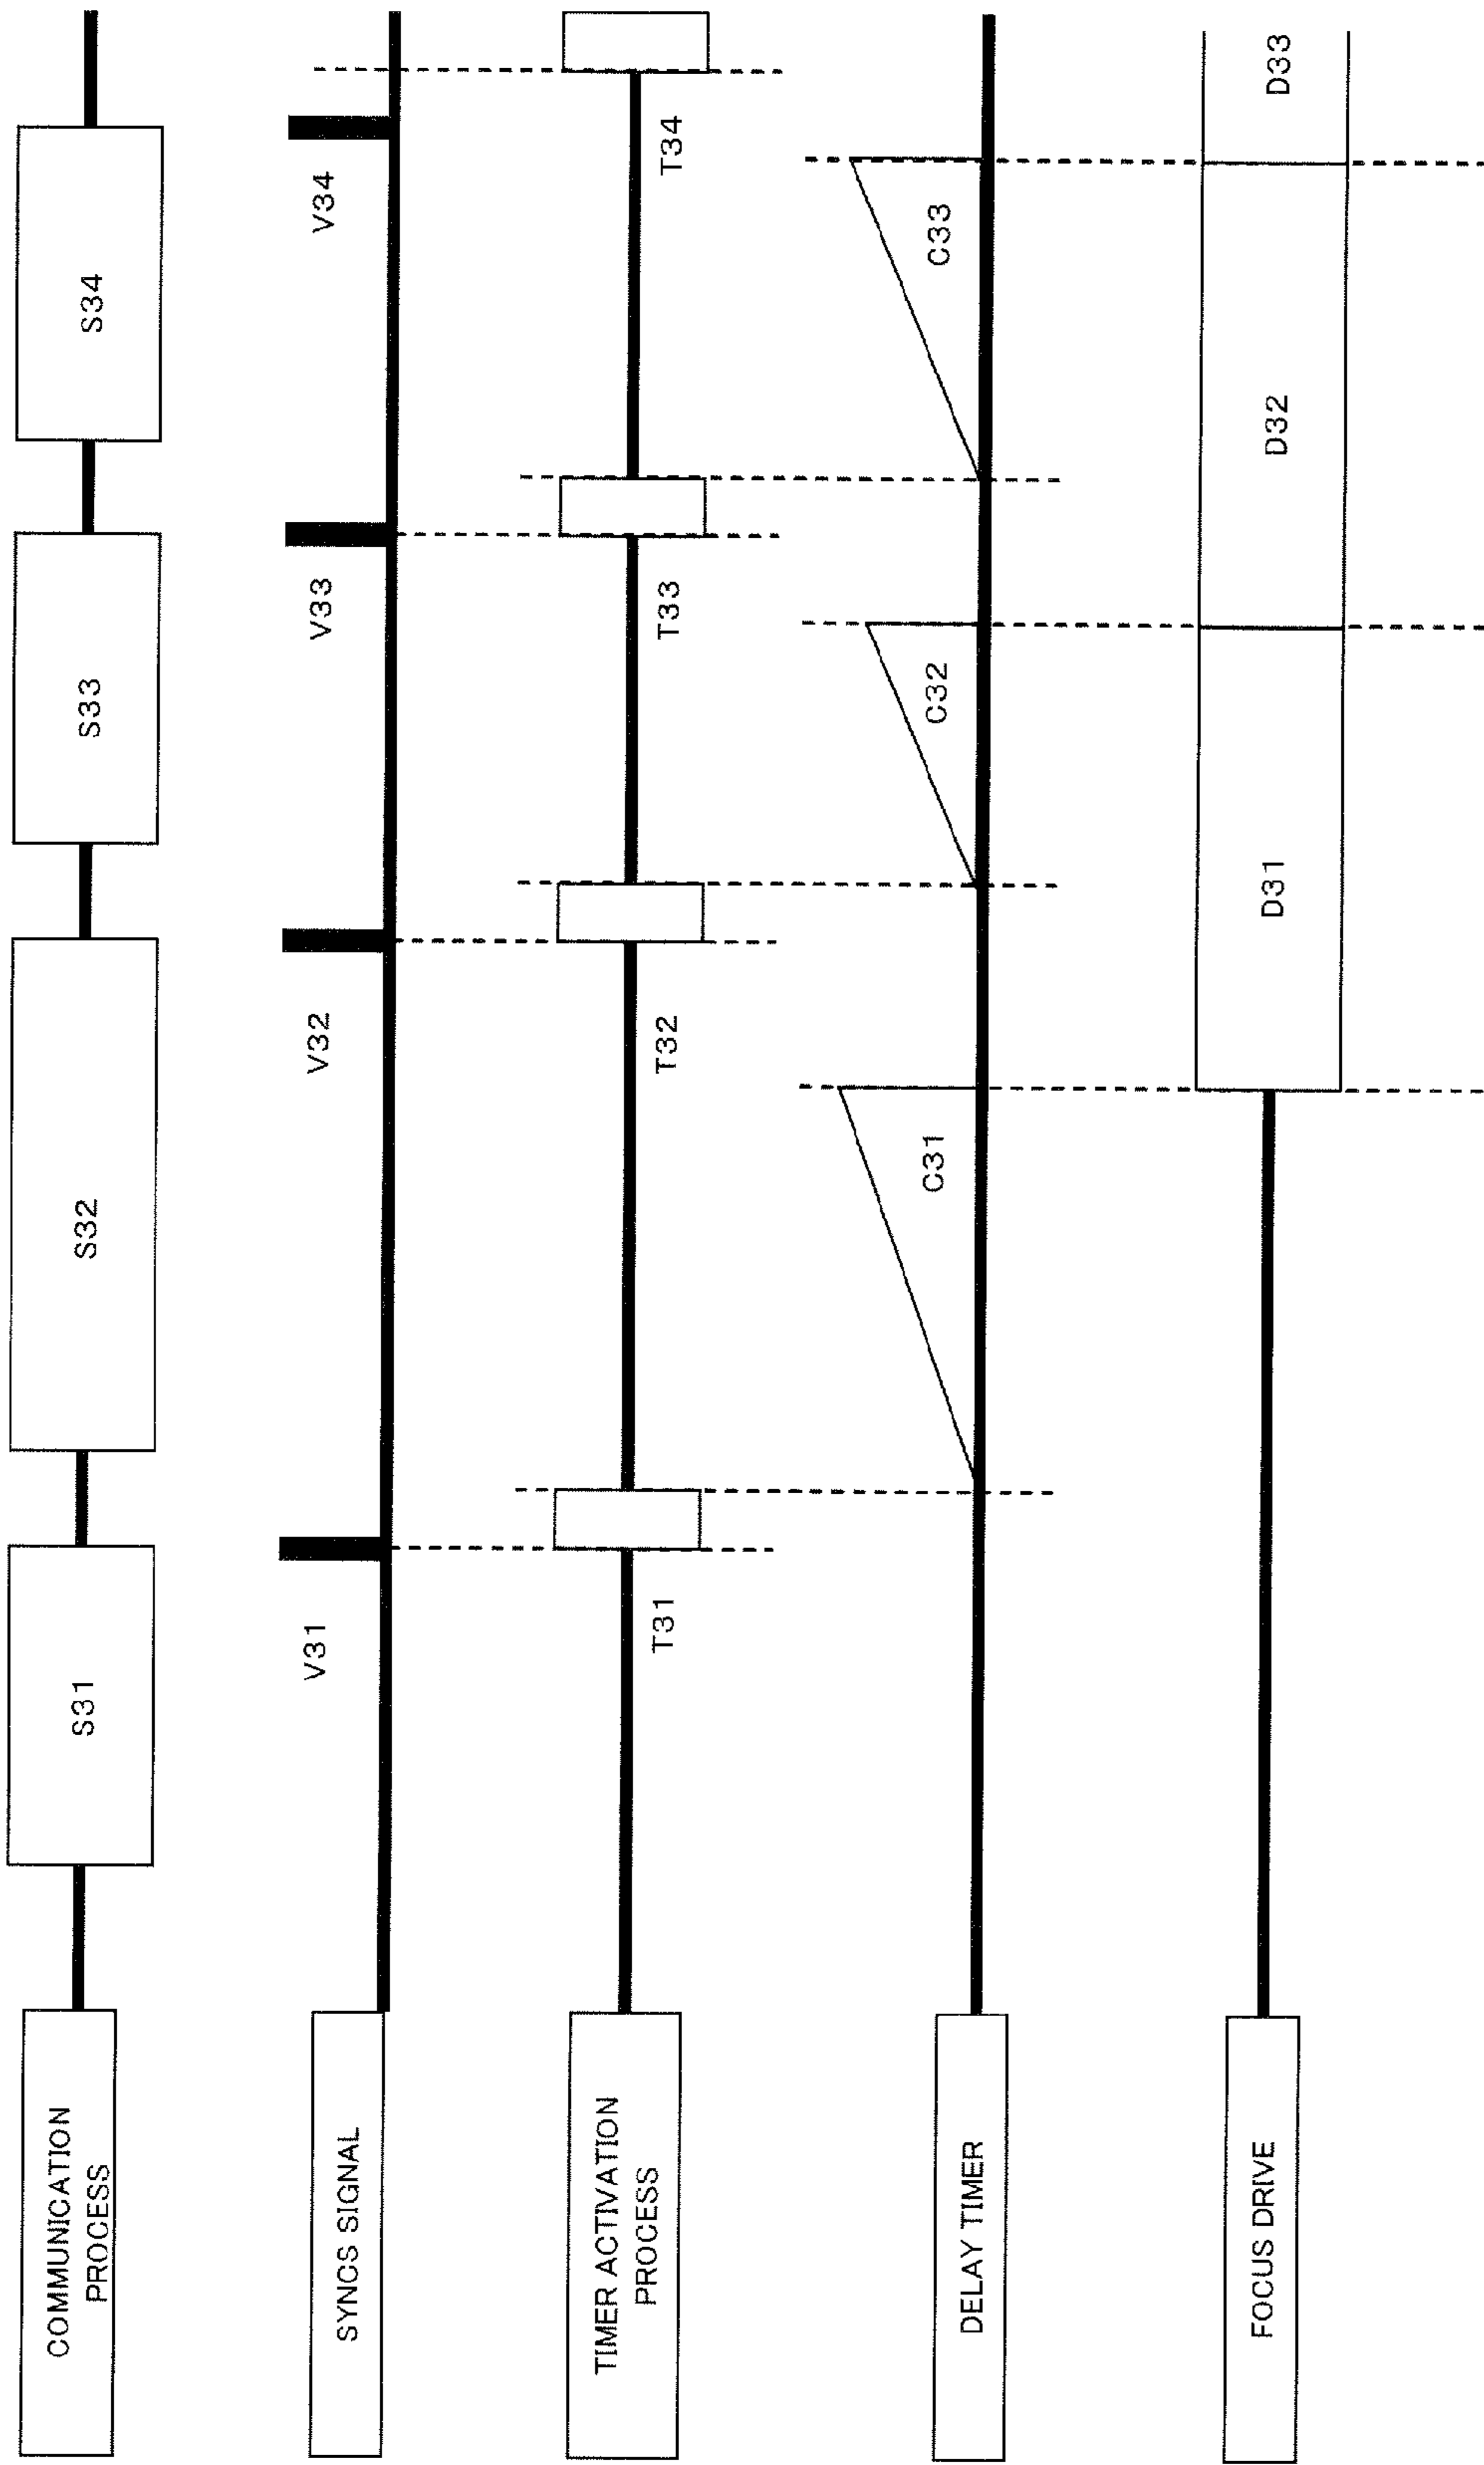 COMMUNICATION
PROCESS
S31
S32
S33
S34
SYNCS SIGNAL
V31
V32
V33
V34
TIMER ACTIVATION
PROCESS
T31
T32
T33
T34
DELAY TIMER
C31
C32
C33
FOCUS DRIVE
D31
D32
D33